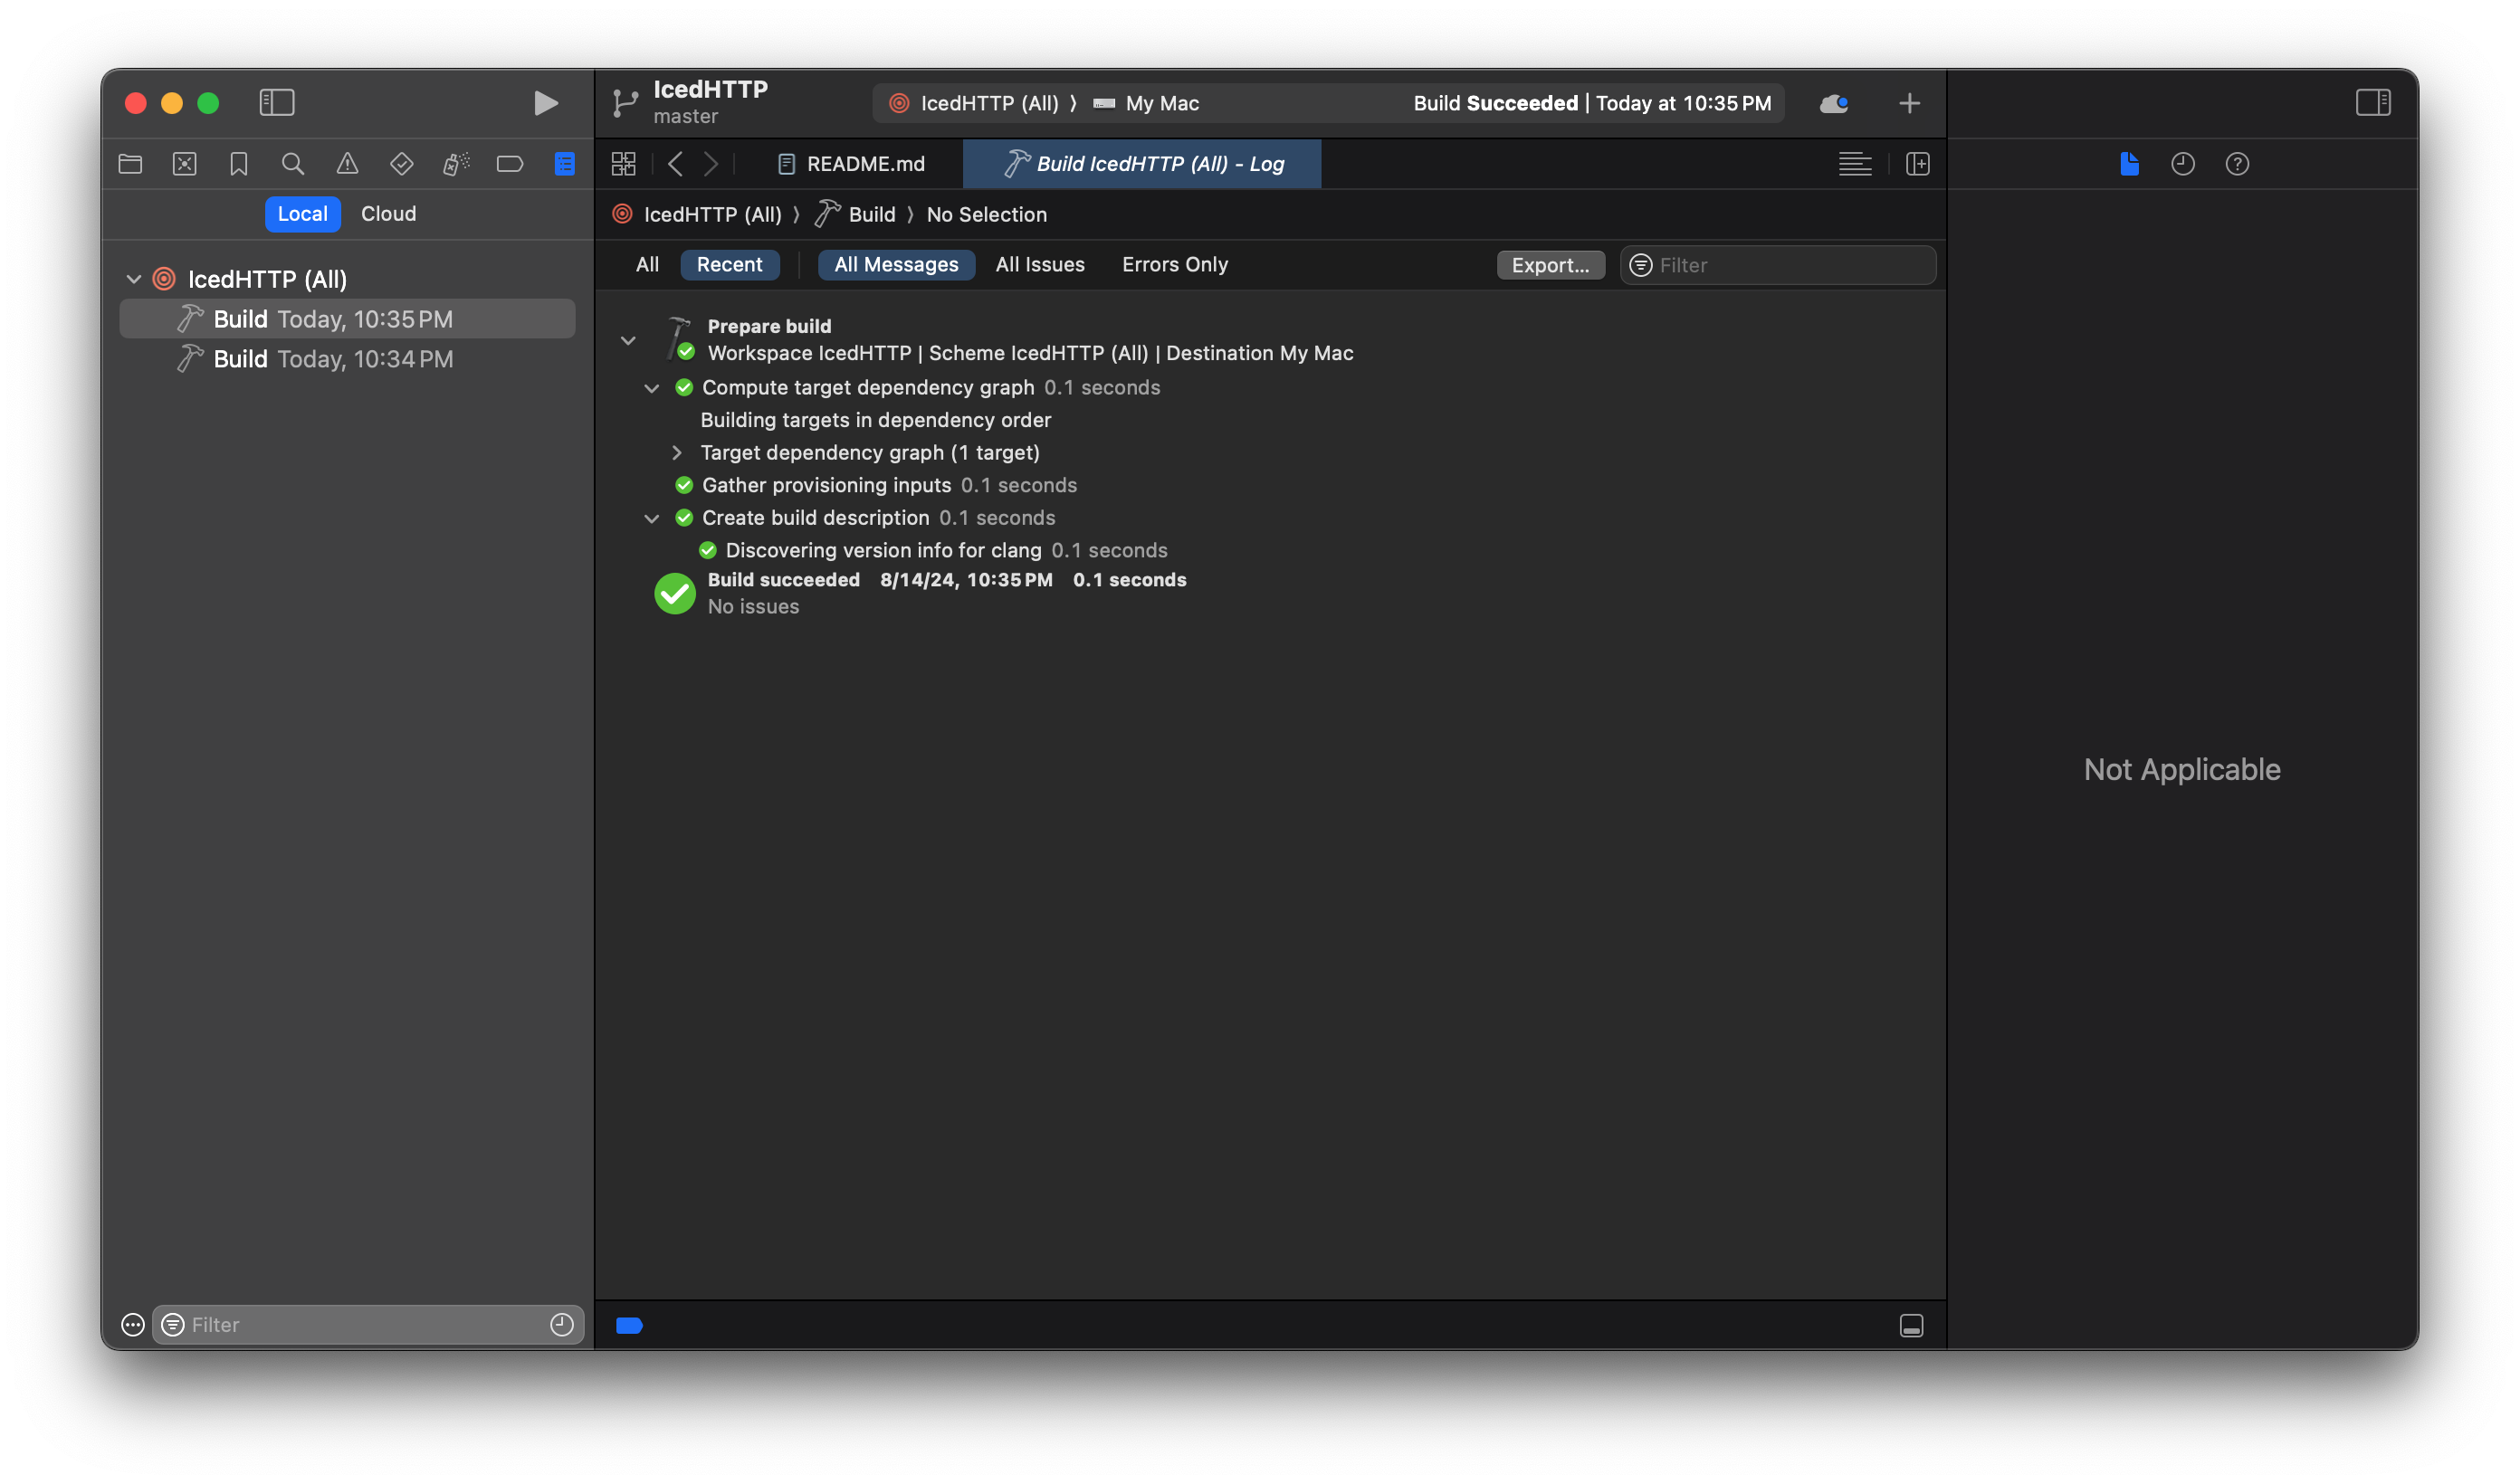 IcedHTTP
master
IcedHTTP (All) ⟩ My Mac
Build Succeeded | Today at 10:35 PM
README.md
Build IcedHTTP (All) - Log
Local Cloud
IcedHTTP (All) ⟩ Build ⟩ No Selection
All Recent All Messages All Issues Errors Only Export... Filter
IcedHTTP (All)
Build Today, 10:35 PM
Build Today, 10:34 PM
Prepare build
Workspace IcedHTTP | Scheme IcedHTTP (All) | Destination My Mac
Compute target dependency graph 0.1 seconds
Building targets in dependency order
Target dependency graph (1 target)
Gather provisioning inputs 0.1 seconds
Create build description 0.1 seconds
Discovering version info for clang 0.1 seconds
Build succeeded 8/14/24, 10:35 PM 0.1 seconds
No issues
Not Applicable
Filter